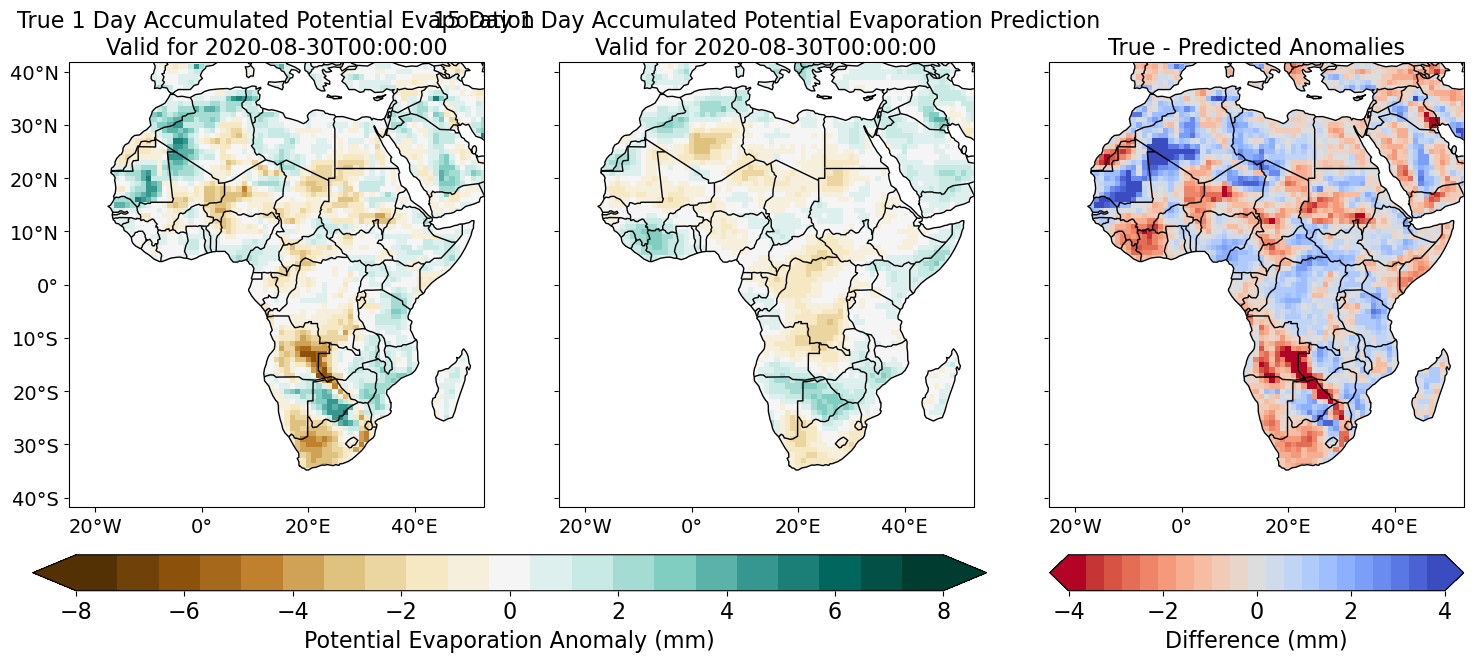 True 1 Day Accumulated Potential Evaporation
Valid for 2020-08-30T00:00:00
15 Day 1 Day Accumulated Potential Evaporation Prediction
Valid for 2020-08-30T00:00:00
True - Predicted Anomalies
40°N
30°N
20°N
10°N
0°
10°S
20°S
30°S
40°S
20°W 0° 20°E 40°E
20°W 0° 20°E 40°E
20°W 0° 20°E 40°E
−8 −6 −4 −2 0 2 4 6 8
Potential Evaporation Anomaly (mm)
−4 −2 0 2 4
Difference (mm)